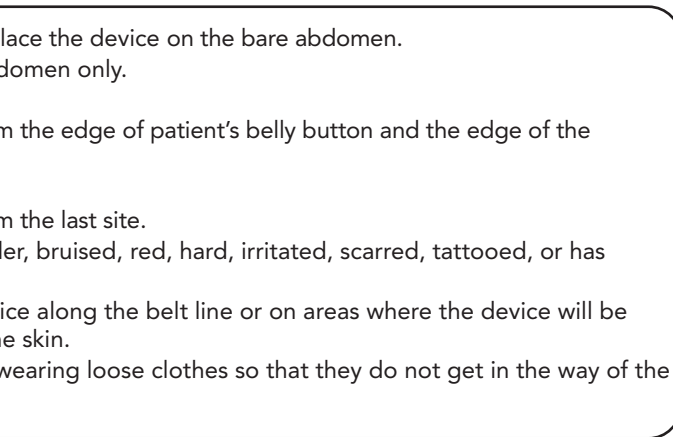 lace the device on the bare abdomen.
domen only.
m the edge of patient’s belly button and the edge of the
m the last site.
ler, bruised, red, hard, irritated, scarred, tattooed, or has
ice along the belt line or on areas where the device will be
ne skin.
wearing loose clothes so that they do not get in the way of the